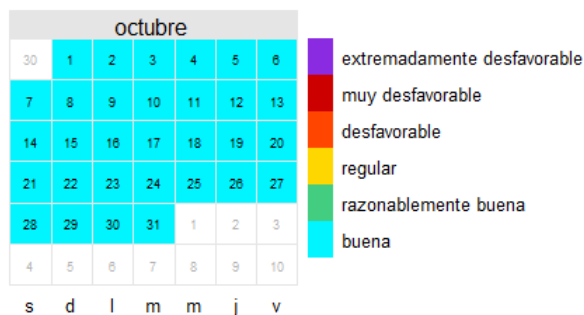 octubre
30 1 2 3 4 5 6
7 8 9 10 11 12 13
14 15 16 17 18 19 20
21 22 23 24 25 26 27
28 29 30 31 1 2 3
4 5 6 7 8 9 10
s d l m m j v
extremadamente desfavorable
muy desfavorable
desfavorable
regular
razonablemente buena
buena